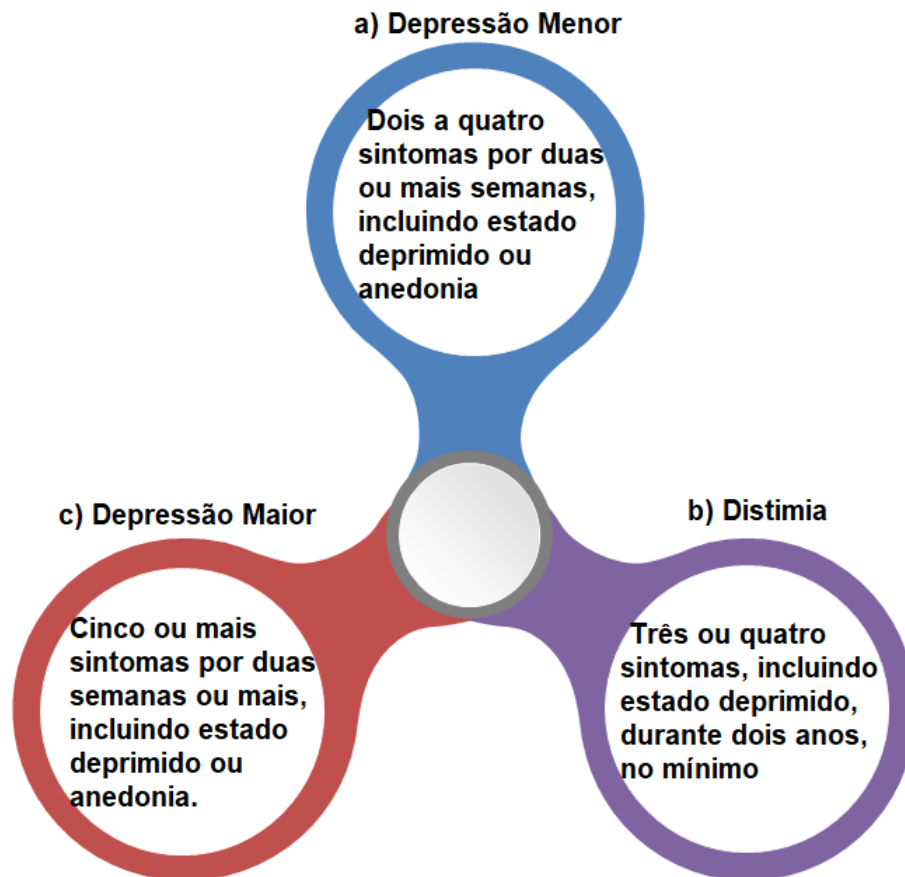 a) Depressão Menor
Dois a quatro
sintomas por duas
ou mais semanas,
incluindo estado
deprimido ou
anedonia
c) Depressão Maior
Cinco ou mais
sintomas por duas
semanas ou mais,
incluindo estado
deprimido ou
anedonia.
b) Distimia
Três ou quatro
sintomas, incluindo
estado deprimido,
durante dois anos,
no mínimo